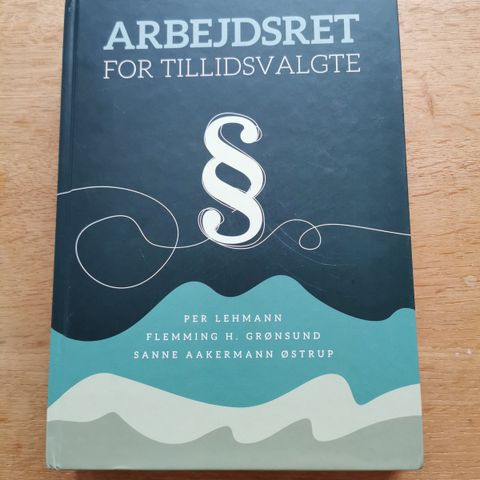 ARBEJDSRET
FOR TILLIDSVALGTE
§
PER LEHMANN
FLEMMING H. GRØNSUND
SANNE AAKERMANN ØSTRUP